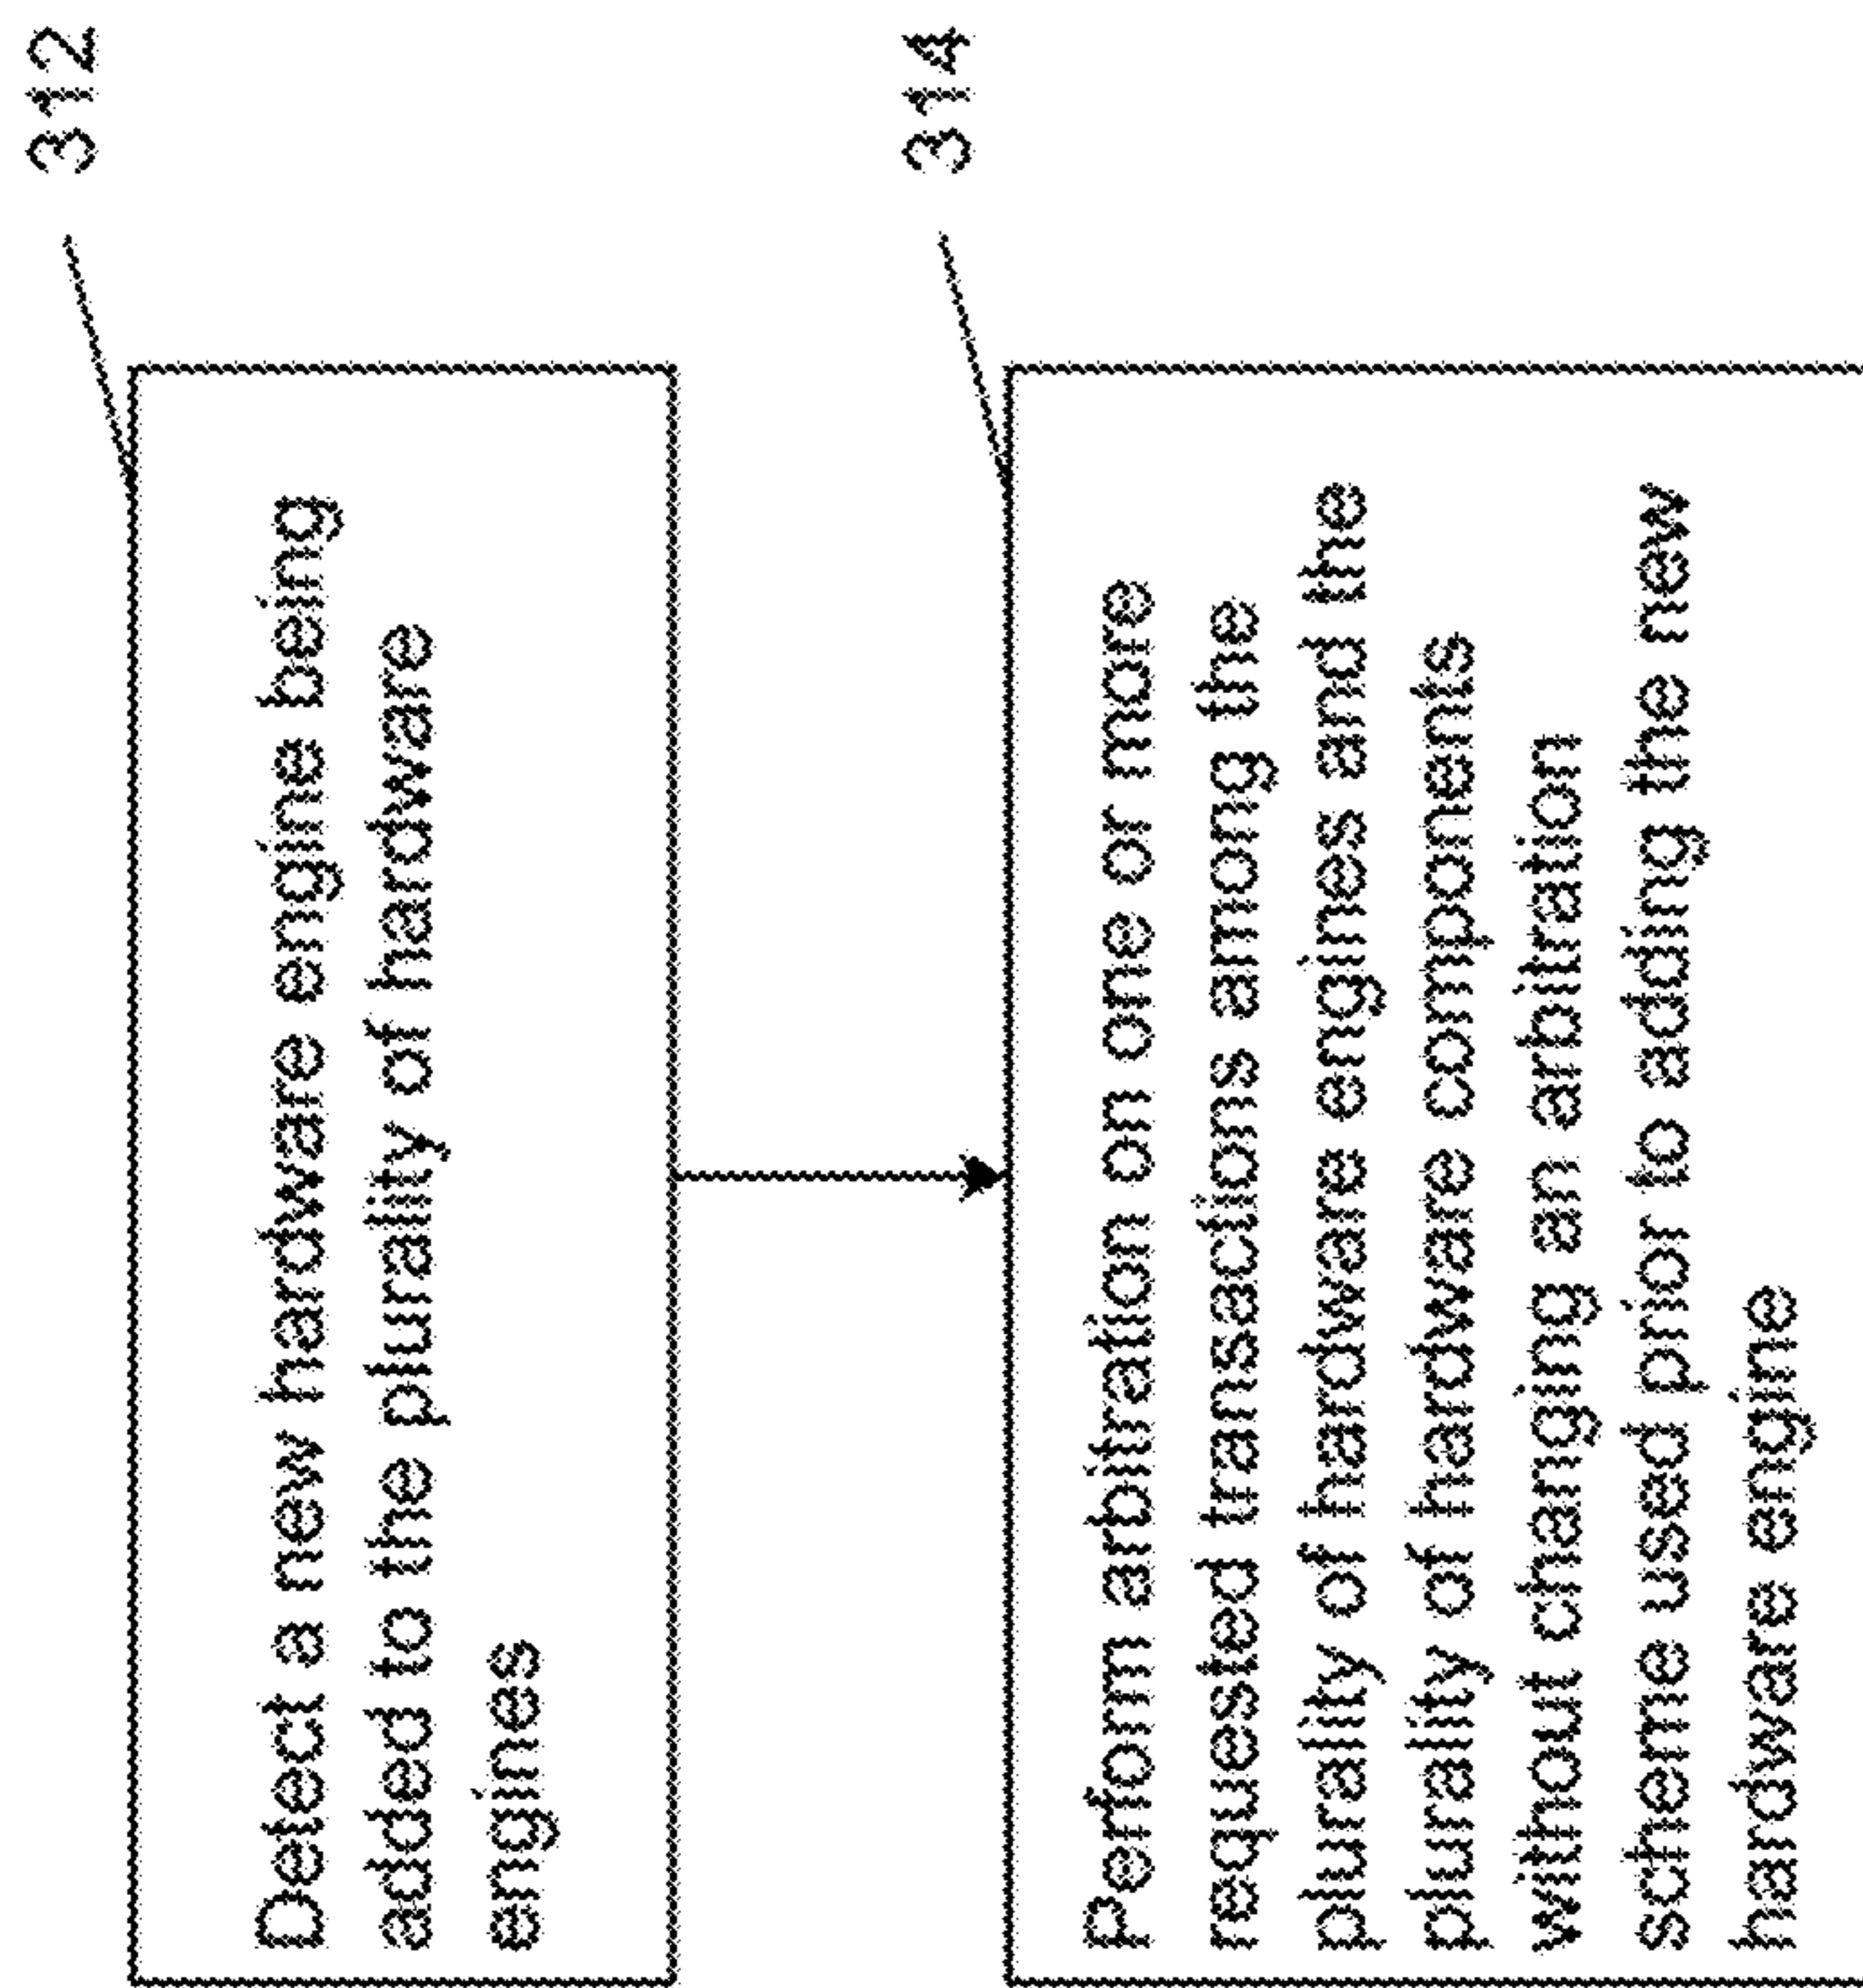 312
Detect a new hardware engine being
added to the plurality of hardware
engines
314
Perform arbitration on one or more
requested transactions among the
plurality of hardware engines and the
plurality of hardware components
without changing an arbitration
scheme used prior to adding the new
hardware engine